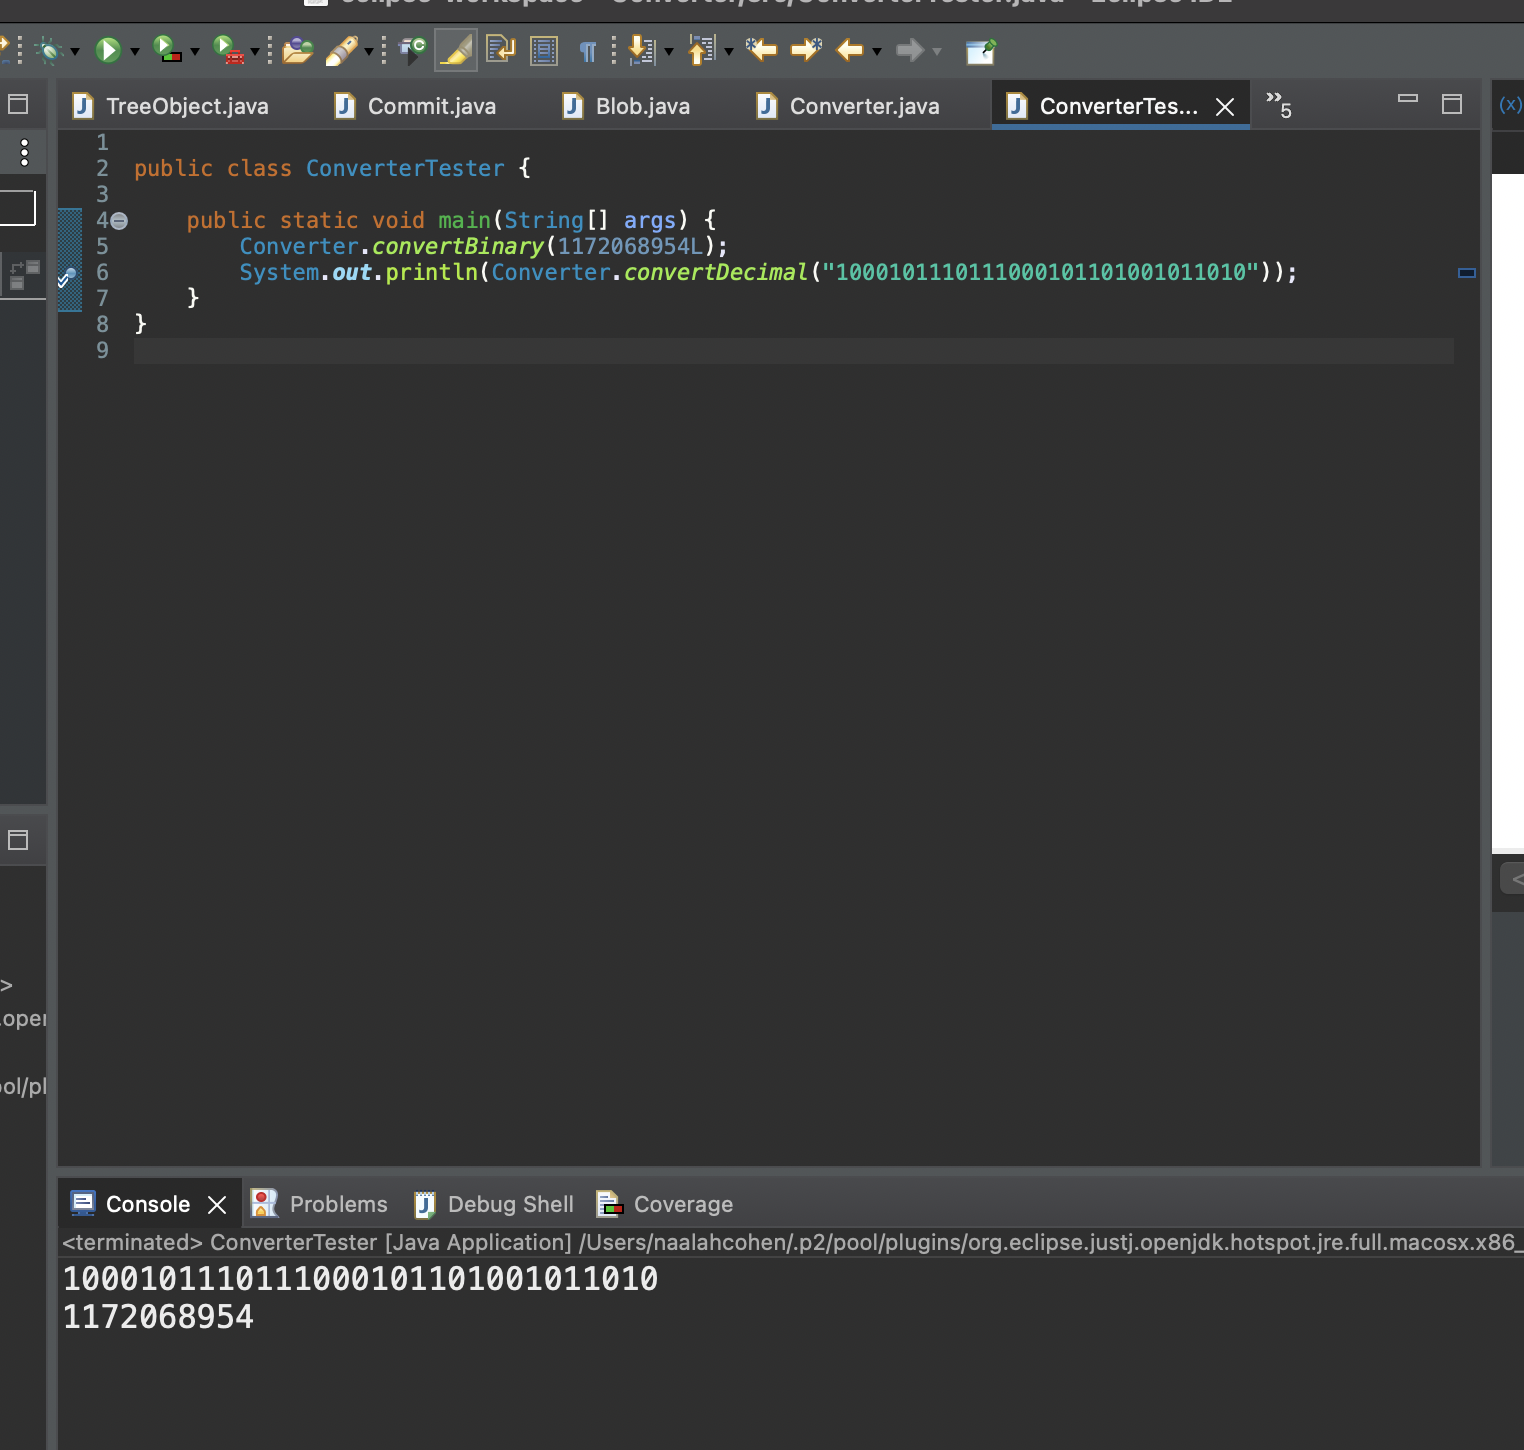 TreeObject.java Commit.java Blob.java Converter.java ConverterTes... »5
(x)
1
2 public class ConverterTester {
3
4 public static void main(String[] args) {
5 Converter.convertBinary(1172068954L);
6 System.out.println(Converter.convertDecimal("1000101110111000101101001011010"));
7 }
8 }
9
>
.oper
ool/pl
<
Console Problems Debug Shell Coverage
<terminated> ConverterTester [Java Application] /Users/naalahcohen/.p2/pool/plugins/org.eclipse.justj.openjdk.hotspot.jre.full.macosx.x86_
1000101110111000101101001011010
1172068954